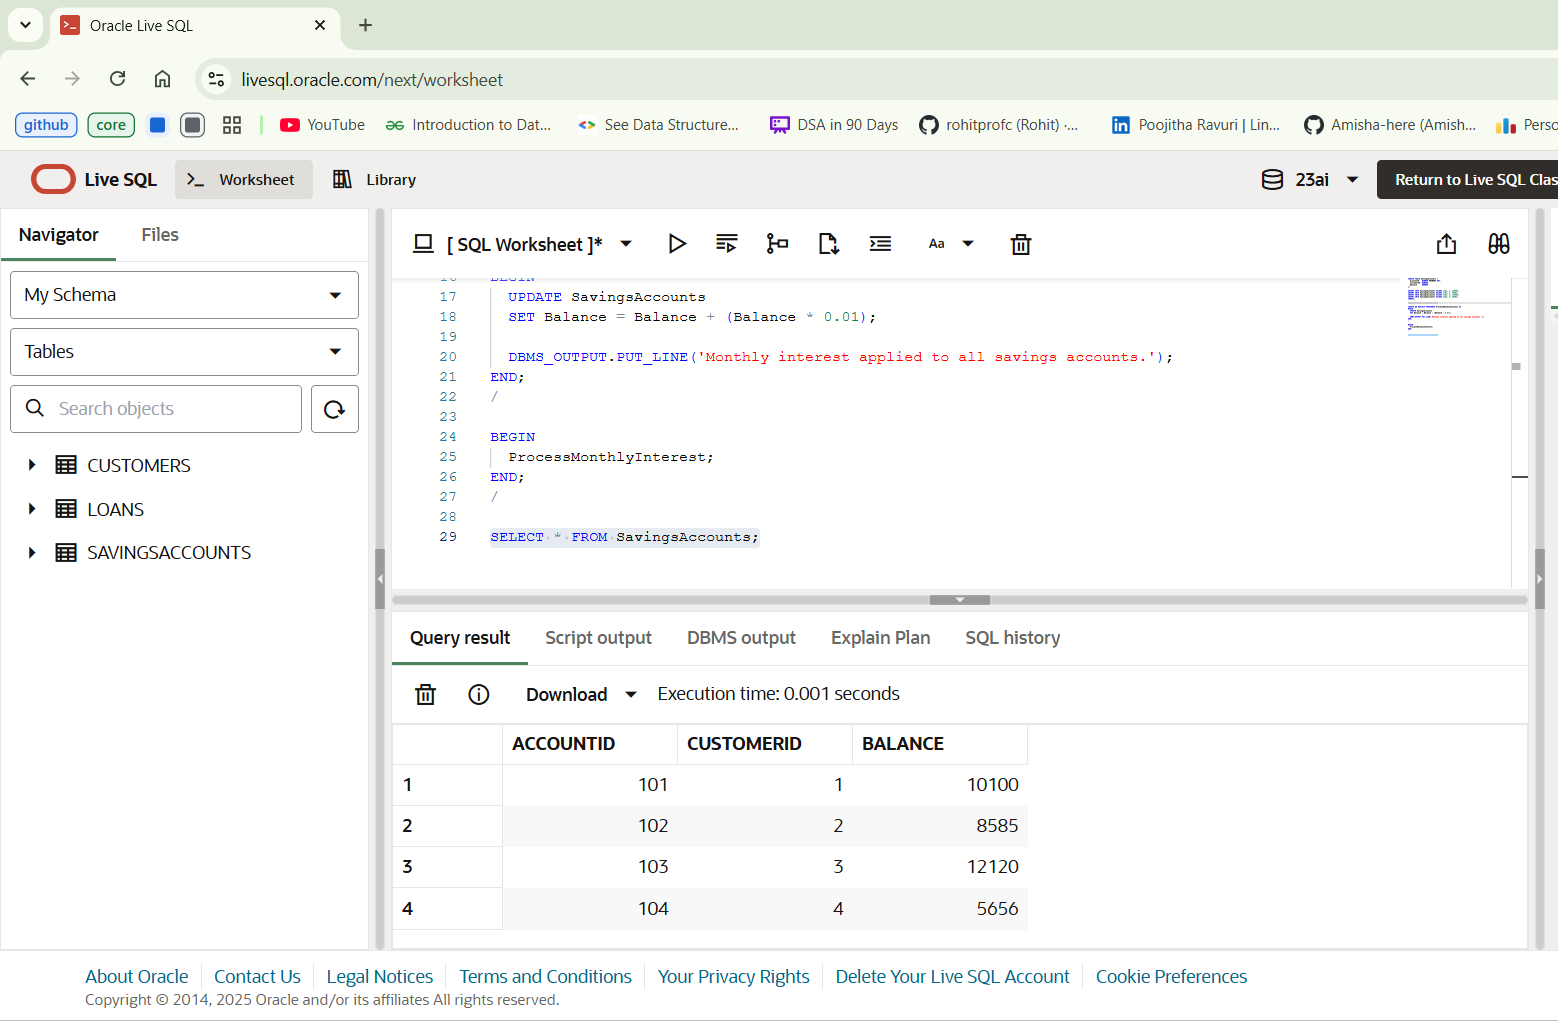 Oracle Live SQL
livesql.oracle.com/next/worksheet
github core YouTube Introduction to Dat... See Data Structure... DSA in 90 Days rohitprofc (Rohit) ·... Poojitha Ravuri | Lin... Amisha-here (Amish... Perso
Live SQL >_ Worksheet Library 23ai Return to Live SQL Clas
Navigator Files
My Schema
Tables
Search objects
CUSTOMERS
LOANS
SAVINGSACCOUNTS
[ SQL Worksheet ]* Aa
16 BEGIN
17 UPDATE SavingsAccounts
18 SET Balance = Balance + (Balance * 0.01);
19
20 DBMS_OUTPUT.PUT_LINE('Monthly interest applied to all savings accounts.');
21 END;
22 /
23
24 BEGIN
25 ProcessMonthlyInterest;
26 END;
27 /
28
29 SELECT * FROM SavingsAccounts;
Query result Script output DBMS output Explain Plan SQL history
Download Execution time: 0.001 seconds
ACCOUNTID CUSTOMERID BALANCE
1 101 1 10100
2 102 2 8585
3 103 3 12120
4 104 4 5656
About Oracle Contact Us Legal Notices Terms and Conditions Your Privacy Rights Delete Your Live SQL Account Cookie Preferences
Copyright © 2014, 2025 Oracle and/or its affiliates All rights reserved.